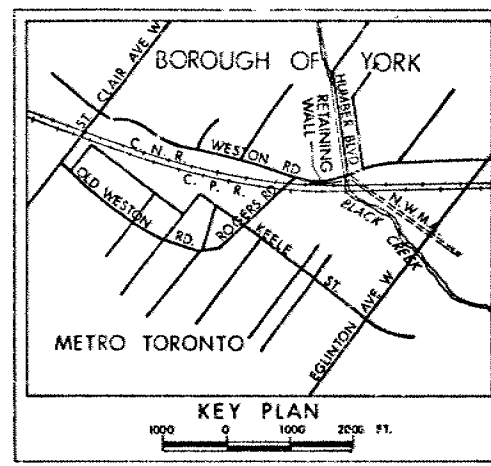 BOROUGH OF YORK
ST. CLAIR AVE W
HUMBER BLVD.
RETAINING
WALL
C. N. R.
WESTON RD
C. P. R.
OLD WESTON
RD.
ROGERS RD.
N.W.M.
BLACK
CREEK
KEELE
ST.
EGLINTON AVE W
METRO TORONTO
KEY PLAN
1000 0 1000 2000 FT.